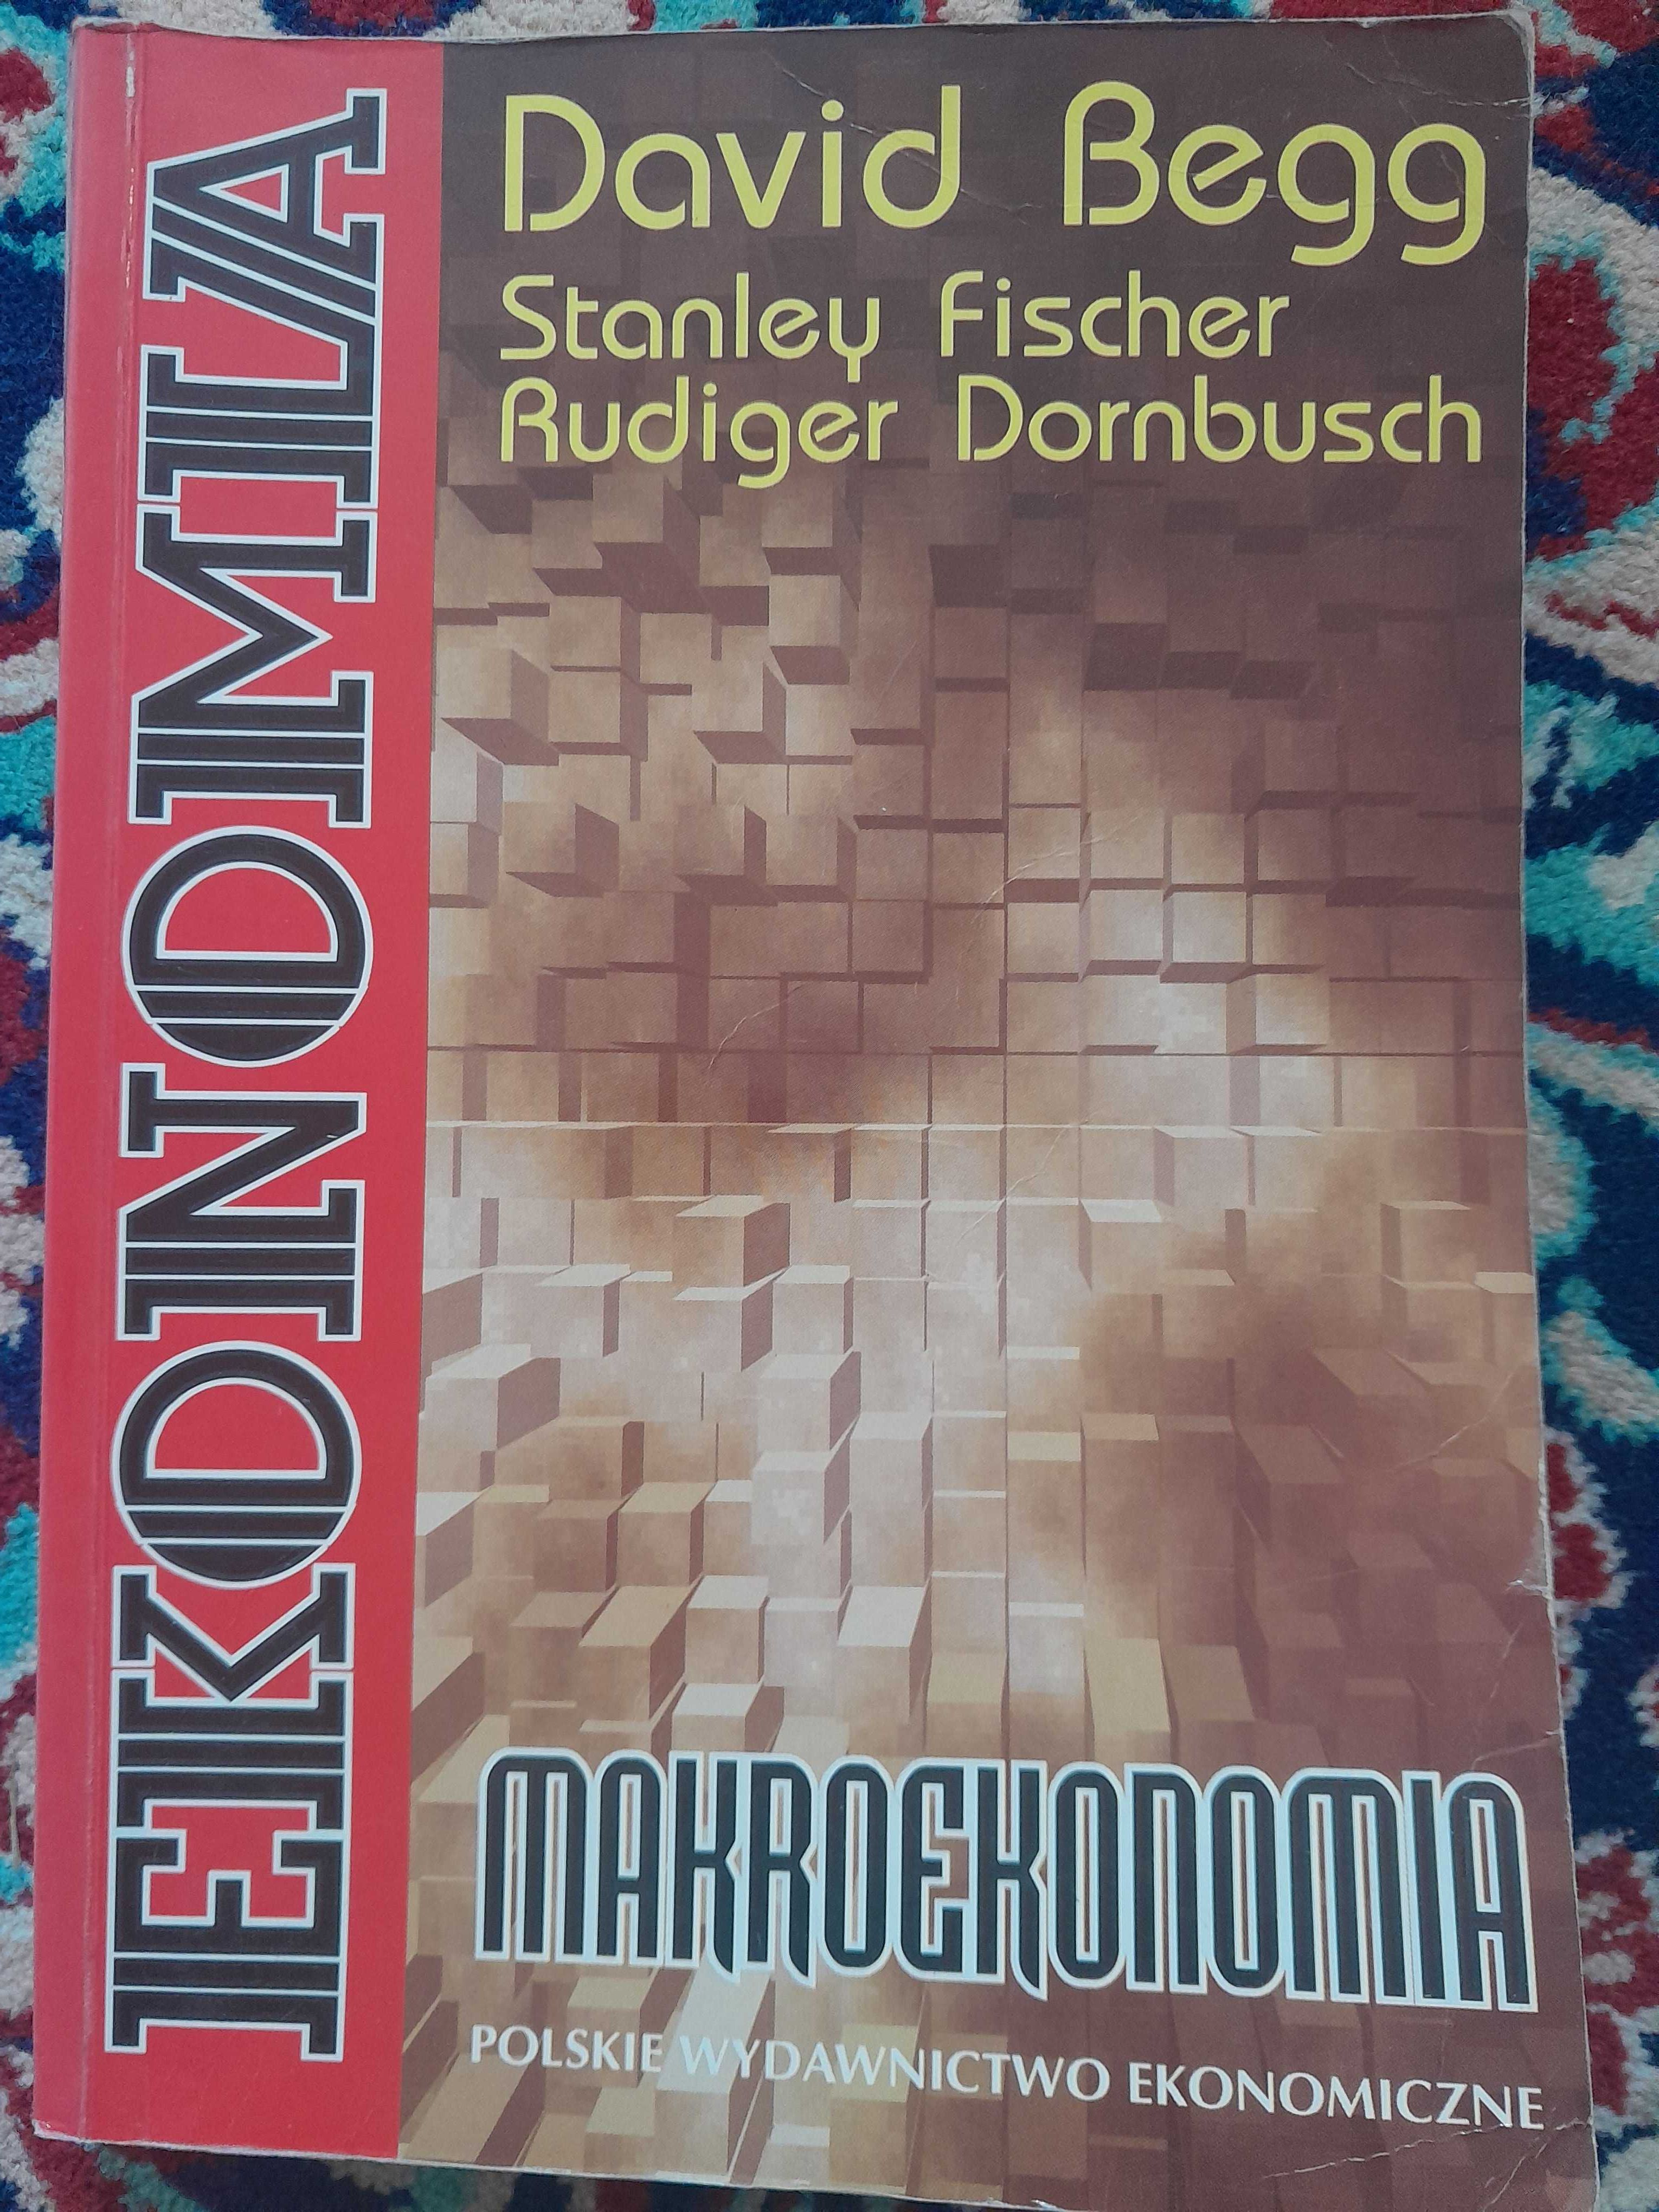 EKONOMIA
David Begg
Stanley Fischer
Rudiger Dornbusch
MAKROEKONOMIA
POLSKIE WYDAWNICTWO EKONOMICZNE